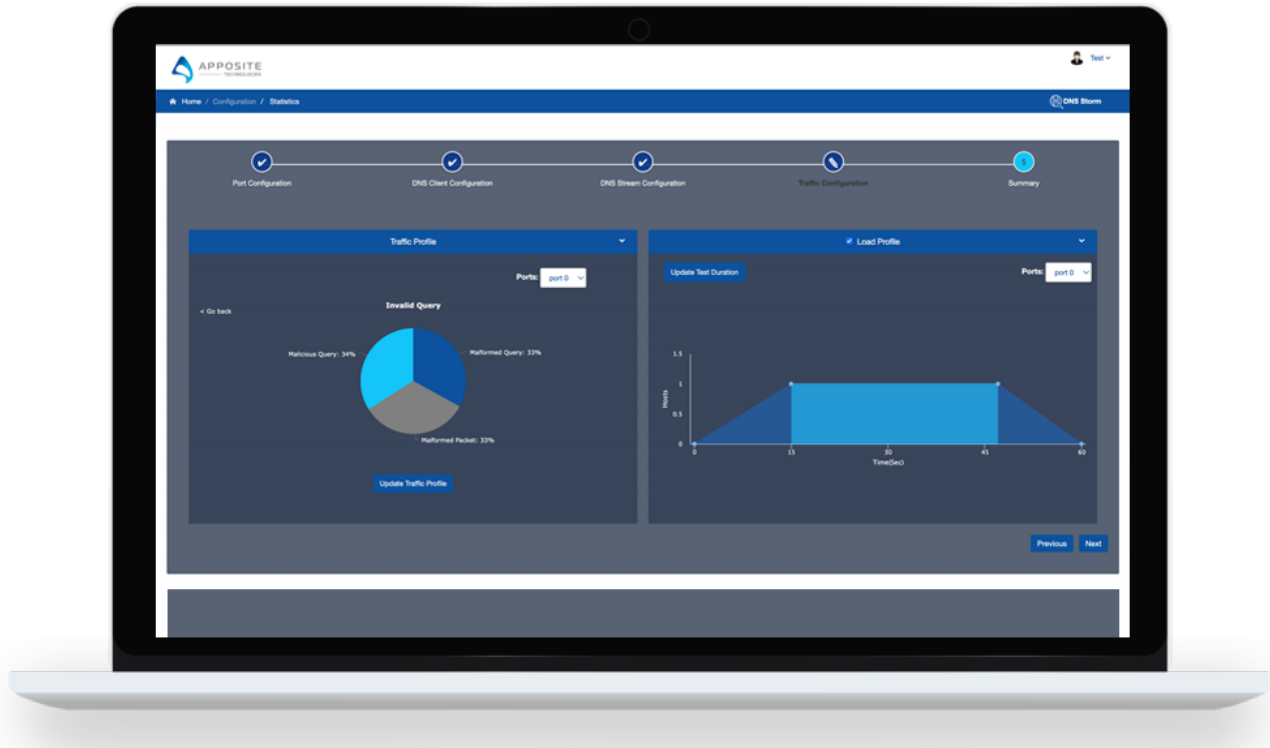 APPOSITE
TECHNOLOGIES
Test
Home / Configuration / Statistics
DNS Storm
5
Port Configuration
DNS Client Configuration
DNS Stream Configuration
Traffic Configuration
Summary
Traffic Profile
Ports: port 0
< Go back
Invalid Query
Malicious Query: 34%
Malformed Query: 33%
Malformed Packet: 33%
Update Traffic Profile
Load Profile
Update Test Duration
Ports: port 0
1.5
1
0.5
0
Hosts
0 15 30 45 60
Time(Sec)
Previous Next